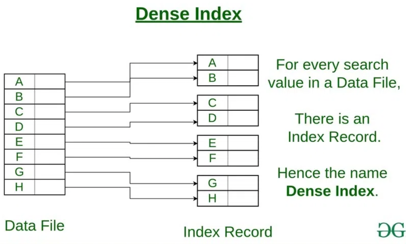 Dense Index
A
B
C
D
E
F
G
H
Data File
A
B
C
D
E
F
G
H
Index Record
For every search
value in a Data File,
There is an
Index Record.
Hence the name
Dense Index.